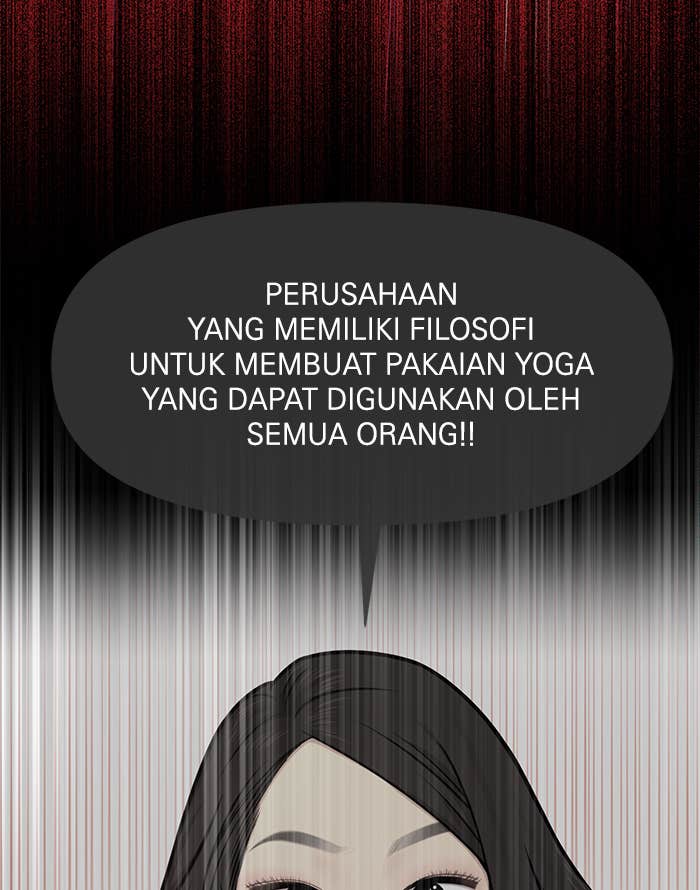 PERUSAHAAN
YANG MEMILIKI FILOSOFI
UNTUK MEMBUAT PAKAIAN YOGA
YANG DAPAT DIGUNAKAN OLEH
SEMUA ORANG!!